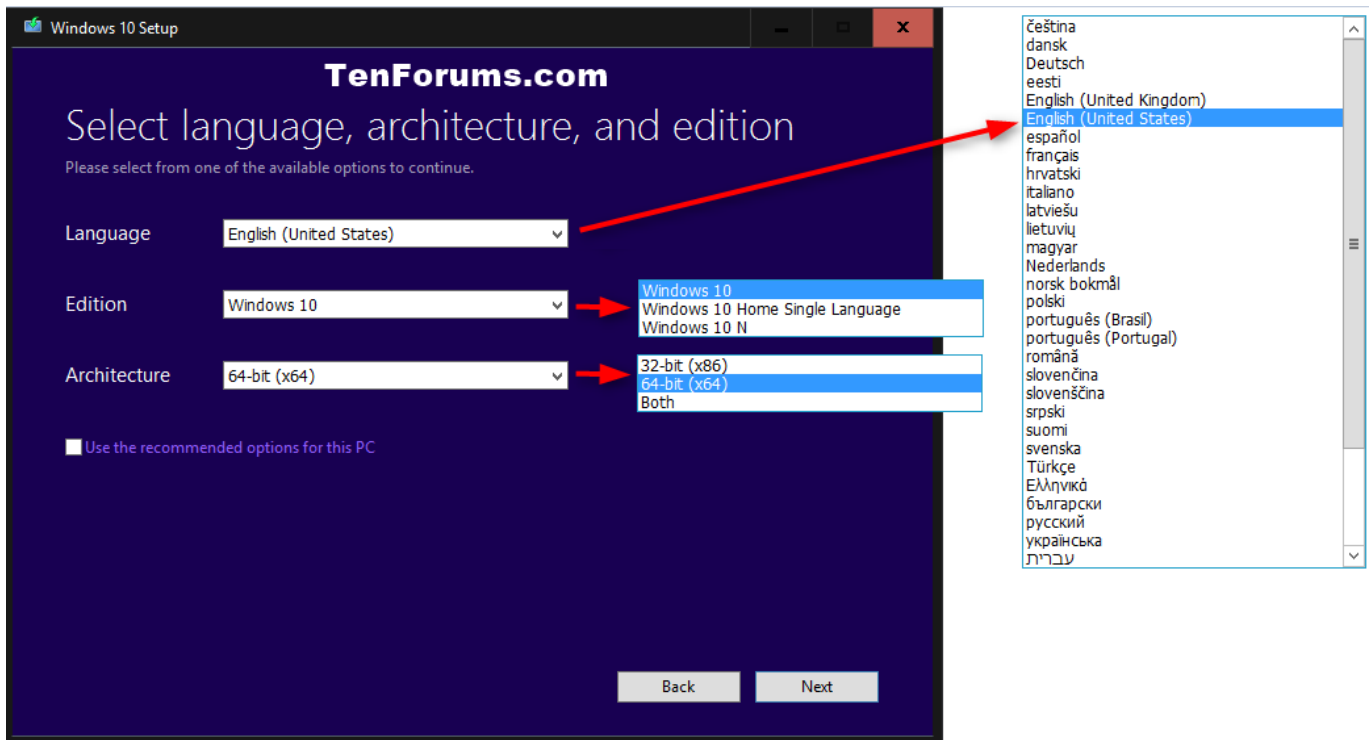 Windows 10 Setup
TenForums.com
Select language, architecture, and edition
Please select from one of the available options to continue.
Language
English (United States)
Edition
Windows 10
Windows 10
Windows 10 Home Single Language
Windows 10 N
Architecture
64-bit (x64)
32-bit (x86)
64-bit (x64)
Both
Use the recommended options for this PC
Back
Next
čeština
dansk
Deutsch
eesti
English (United Kingdom)
English (United States)
español
français
hrvatski
italiano
latviešu
lietuvių
magyar
Nederlands
norsk bokmål
polski
português (Brasil)
português (Portugal)
română
slovenčina
slovenščina
srpski
suomi
svenska
Türkçe
Ελληνικά
български
русский
українська
עברית